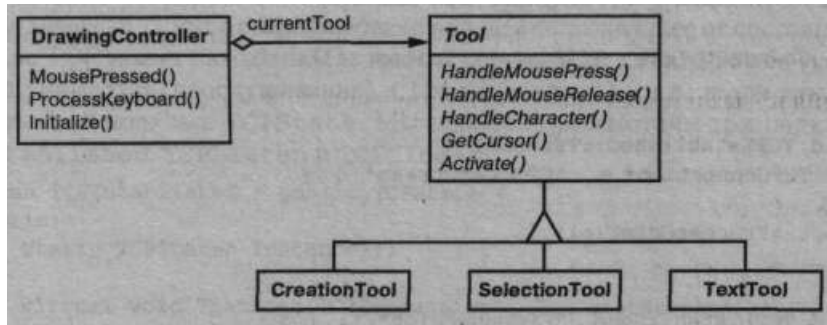 DrawingController
MousePressed()
ProcessKeyboard()
Initialize()
currentTool
Tool
HandleMousePress()
HandleMouseRelease()
HandleCharacter()
GetCursor()
Activate()
CreationTool
SelectionTool
TextTool